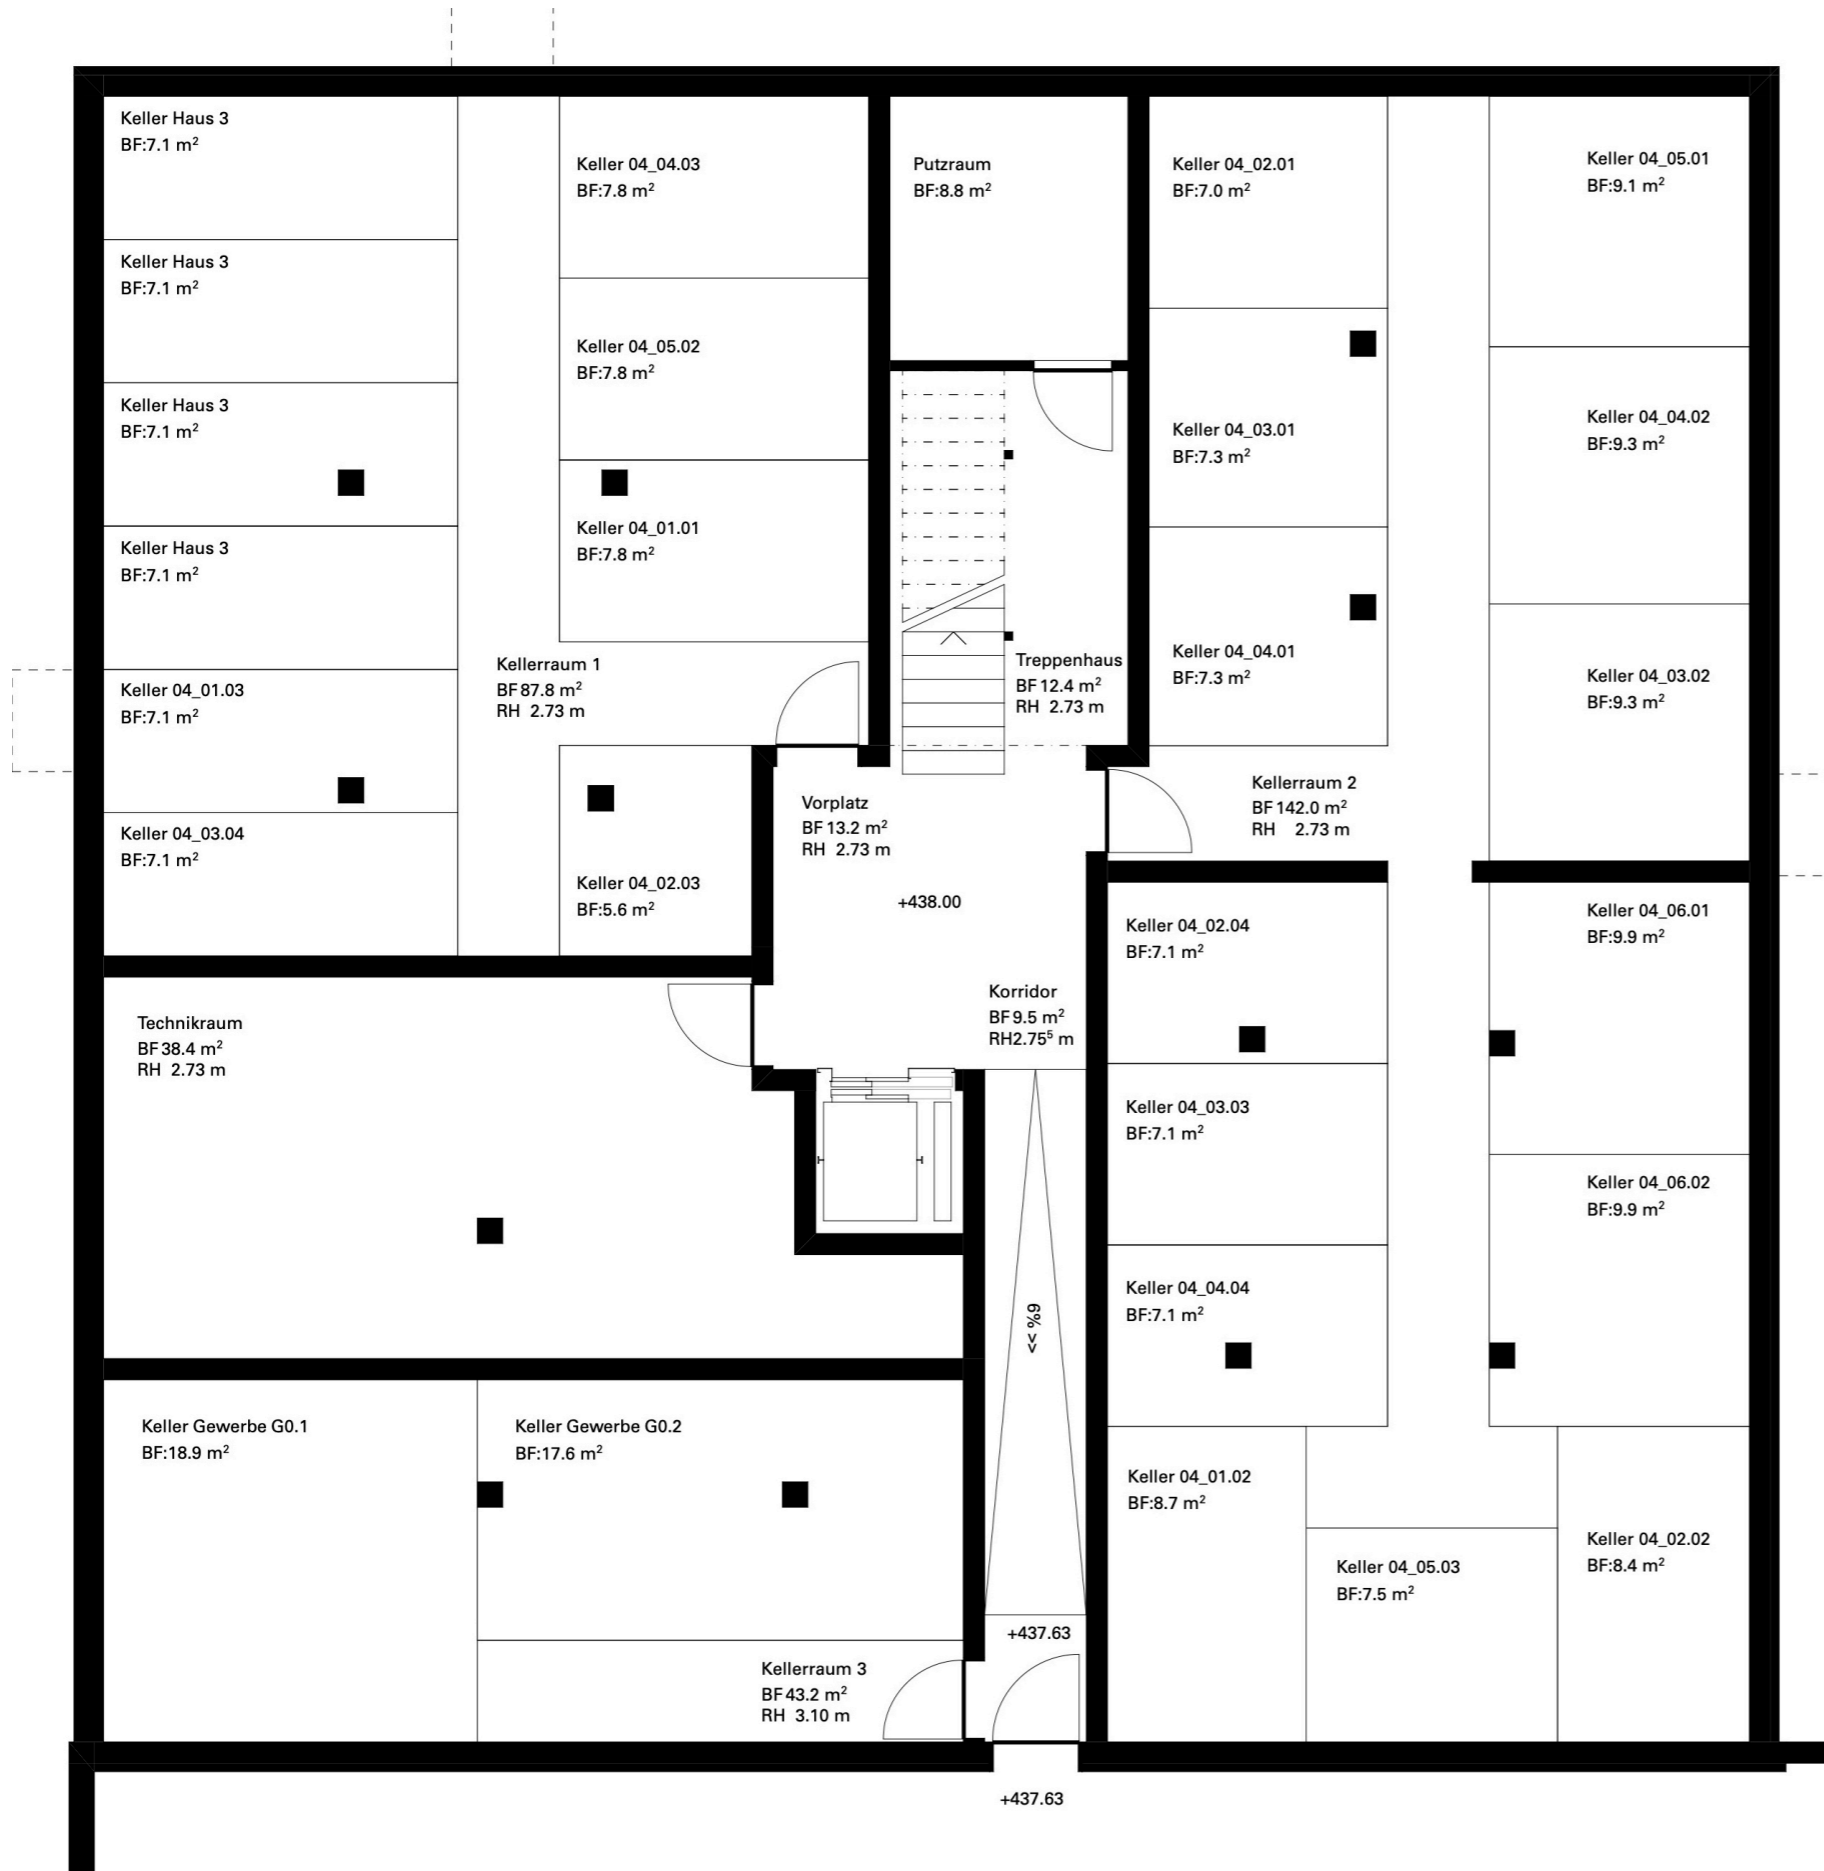 Keller Haus 3
BF:7.1 m²
Keller 04_04.03
BF:7.8 m²
Putzraum
BF:8.8 m²
Keller 04_02.01
BF:7.0 m²
Keller 04_05.01
BF:9.1 m²
Keller Haus 3
BF:7.1 m²
Keller 04_05.02
BF:7.8 m²
Keller Haus 3
BF:7.1 m²
Keller 04_03.01
BF:7.3 m²
Keller 04_04.02
BF:9.3 m²
Keller 04_01.01
BF:7.8 m²
Keller Haus 3
BF:7.1 m²
Kellerraum 1
BF 87.8 m²
RH 2.73 m
Treppenhaus
BF 12.4 m²
RH 2.73 m
Keller 04_04.01
BF:7.3 m²
Keller 04_03.02
BF:9.3 m²
Keller 04_01.03
BF:7.1 m²
Vorplatz
BF 13.2 m²
RH 2.73 m
Kellerraum 2
BF 142.0 m²
RH 2.73 m
Keller 04_03.04
BF:7.1 m²
Keller 04_02.03
BF:5.6 m²
+438.00
Keller 04_02.04
BF:7.1 m²
Keller 04_06.01
BF:9.9 m²
Technikraum
BF 38.4 m²
RH 2.73 m
Korridor
BF 9.5 m²
RH2.75⁵ m
Keller 04_03.03
BF:7.1 m²
Keller 04_06.02
BF:9.9 m²
6% >>
Keller 04_04.04
BF:7.1 m²
Keller Gewerbe G0.1
BF:18.9 m²
Keller Gewerbe G0.2
BF:17.6 m²
Keller 04_01.02
BF:8.7 m²
Keller 04_05.03
BF:7.5 m²
Keller 04_02.02
BF:8.4 m²
+437.63
Kellerraum 3
BF 43.2 m²
RH 3.10 m
+437.63